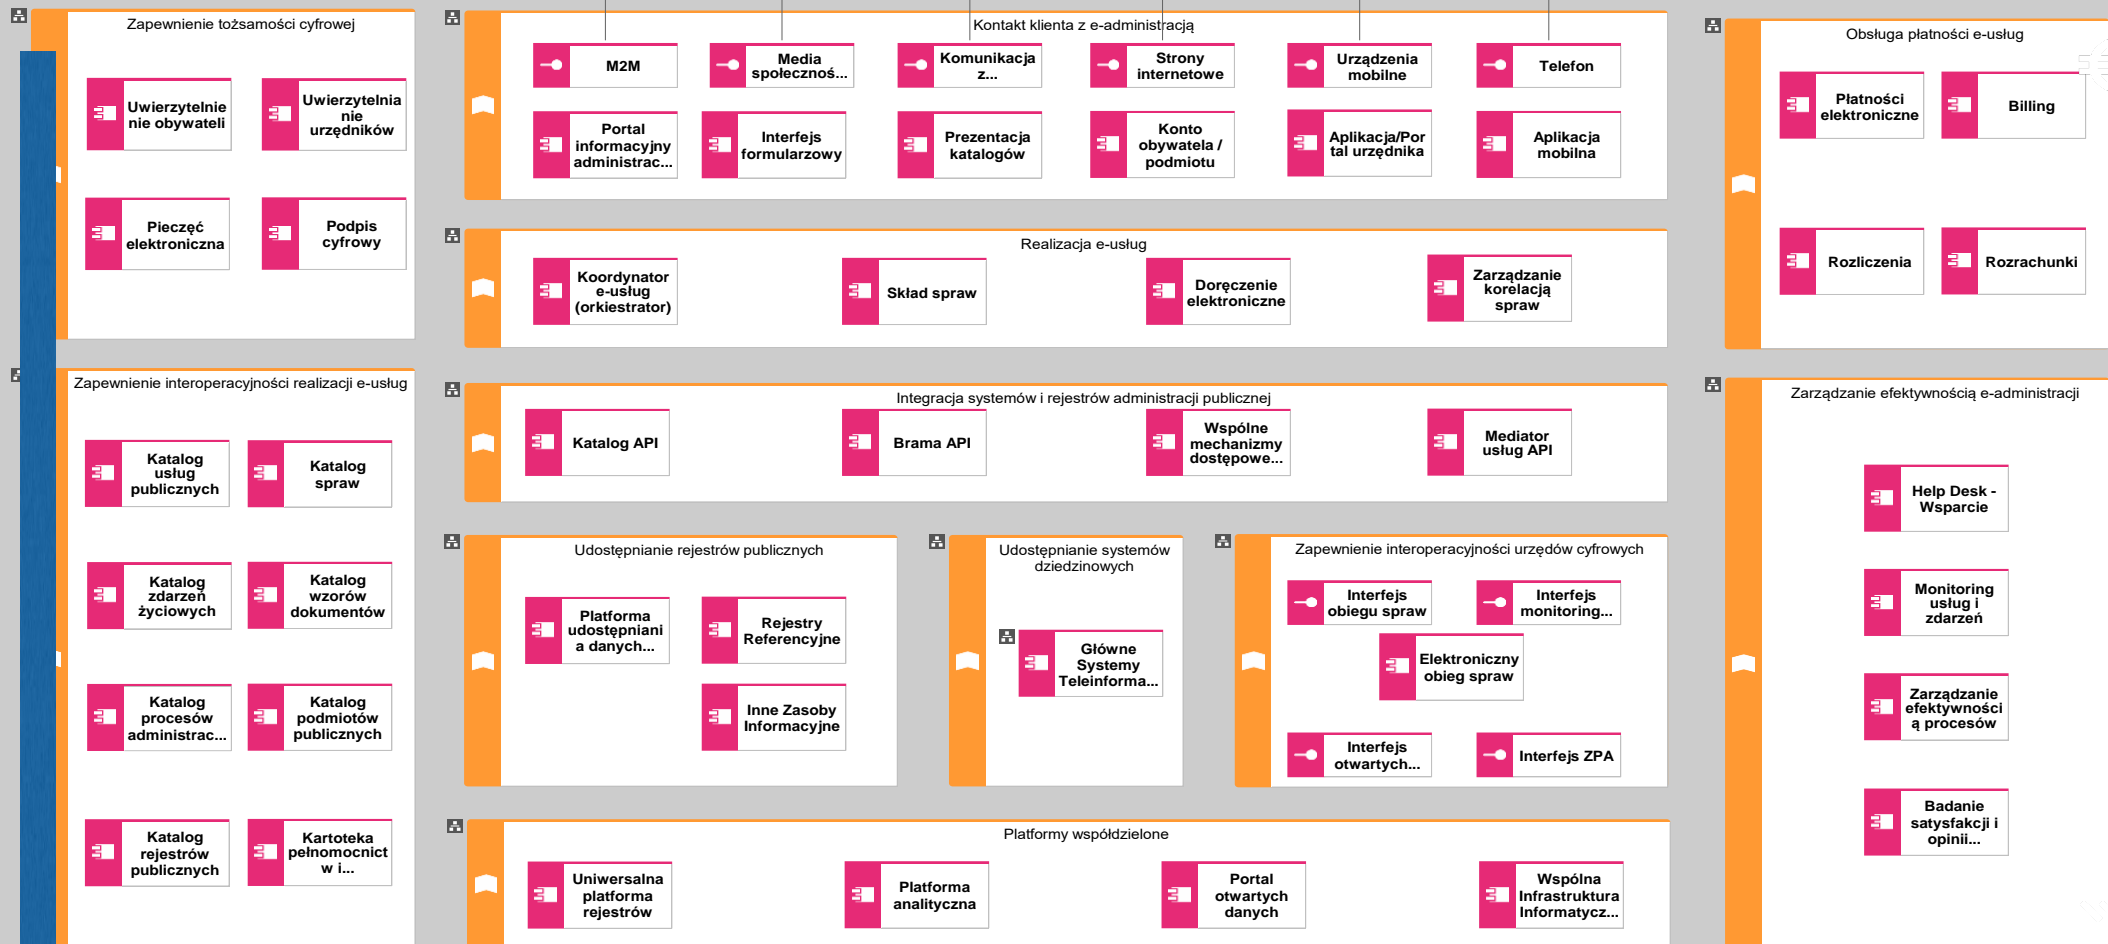 Zapewnienie tożsamości cyfrowej
Uwierzytelnie
nie obywateli
Uwierzytelnia
nie
urzędników
Pieczęć
elektroniczna
Podpis
cyfrowy
Kontakt klienta z e-administracją
M2M
Media
społecznoś...
Komunikacja
z...
Strony
internetowe
Urządzenia
mobilne
Telefon
Portal
informacyjny
administrac...
Interfejs
formularzowy
Prezentacja
katalogów
Konto
obywatela /
podmiotu
Aplikacja/Por
tal urzędnika
Aplikacja
mobilna
Obsługa płatności e-usług
Płatności
elektroniczne
Billing
Rozliczenia
Rozrachunki
Realizacja e-usług
Koordynator
e-usług
(orkiestrator)
Skład spraw
Doręczenie
elektroniczne
Zarządzanie
korelacją
spraw
Zapewnienie interoperacyjności realizacji e-usług
Katalog
usług
publicznych
Katalog
spraw
Katalog
zdarzeń
życiowych
Katalog
wzorów
dokumentów
Katalog
procesów
administrac...
Katalog
podmiotów
publicznych
Katalog
rejestrów
publicznych
Kartoteka
pełnomocnict
w i...
Integracja systemów i rejestrów administracji publicznej
Katalog API
Brama API
Wspólne
mechanizmy
dostępowe...
Mediator
usług API
Udostępnianie rejestrów publicznych
Platforma
udostępniani
a danych...
Rejestry
Referencyjne
Inne Zasoby
Informacyjne
Udostępnianie systemów
dziedzinowych
Główne
Systemy
Teleinforma...
Zapewnienie interoperacyjności urzędów cyfrowych
Interfejs
obiegu spraw
Interfejs
monitoring...
Elektroniczny
obieg spraw
Interfejs
otwartych...
Interfejs ZPA
Zarządzanie efektywnością e-administracji
Help Desk -
Wsparcie
Monitoring
usług i
zdarzeń
Zarządzanie
efektywności
ą procesów
Badanie
satysfakcji i
opinii...
Platformy współdzielone
Uniwersalna
platforma
rejestrów
Platforma
analityczna
Portal
otwartych
danych
Wspólna
Infrastruktura
Informatycz...